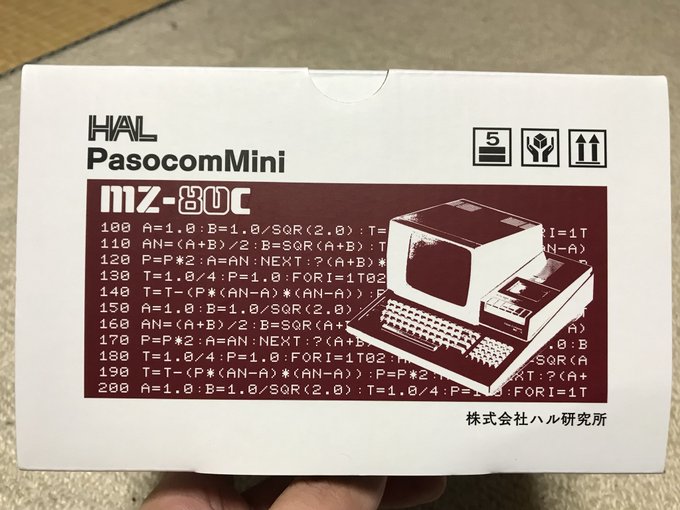 HAL
PasocomMini
5
MZ-80C
100 A=1.0:B=1.0/SQR(2.0):T=
110 AN=(A+B)/2:B=SQR(A*B):T
120 P=P*2:A=AN:NEXT:?(A+B)*
130 T=1.0/4:P=1.0:FORI=1TO2
140 T=T-(P*(AN-A)*(AN-A)):P
150 A=1.0:B=1.0/SQR(2.0)
160 AN=(A+B)/2:B=SQR(A
170 P=P*2:A=AN:NEXT:?(A+
180 T=1.0/4:P=1.0:FORI=1TO2
190 T=T-(P*(AN-A)*(AN-A)):P=P*2
200 A=1.0:B=1.0/SQR(2.0):T=1.0/4:P=1
株式会社ハル研究所